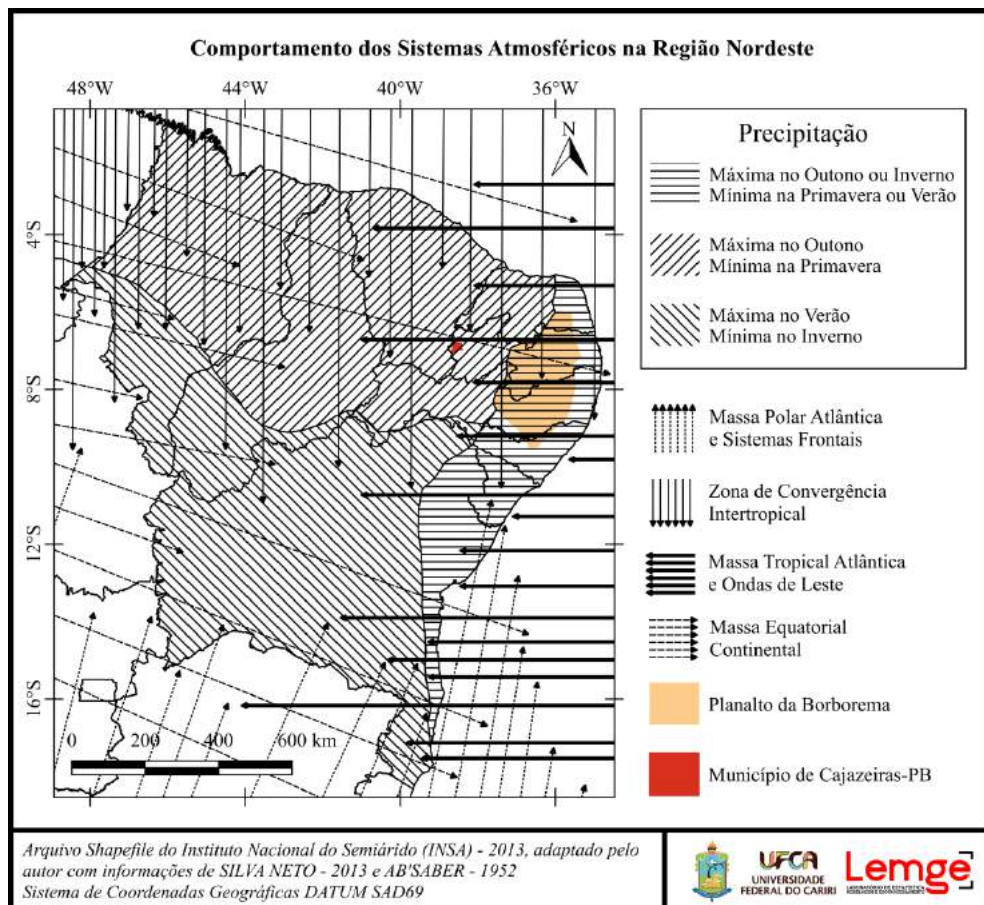 Comportamento dos Sistemas Atmosféricos na Região Nordeste
48°W
44°W
40°W
36°W
N
4°S
8°S
12°S
16°S
0
200
400
600 km
Precipitação
Máxima no Outono ou Inverno
Mínima na Primavera ou Verão
Máxima no Outono
Mínima na Primavera
Máxima no Verão
Mínima no Inverno
Massa Polar Atlântica
e Sistemas Frontais
Zona de Convergência
Intertropical
Massa Tropical Atlântica
e Ondas de Leste
Massa Equatorial
Continental
Planalto da Borborema
Município de Cajazeiras-PB
Arquivo Shapefile do Instituto Nacional do Semiárido (INSA) - 2013, adaptado pelo
autor com informações de SILVA NETO - 2013 e AB'SABER - 1952
Sistema de Coordenadas Geográficas DATUM SAD69
UFCA
UNIVERSIDADE
FEDERAL DO CARIRI
Lemge